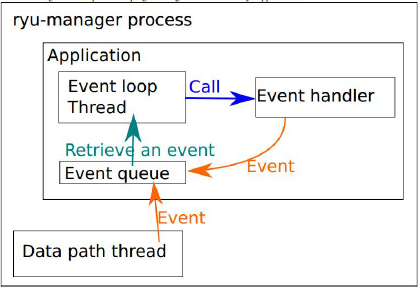 ryu-manager process
Application
Event loop
Thread
Call
Event handler
Retrieve an event
Event queue
Event
Event
Data path thread